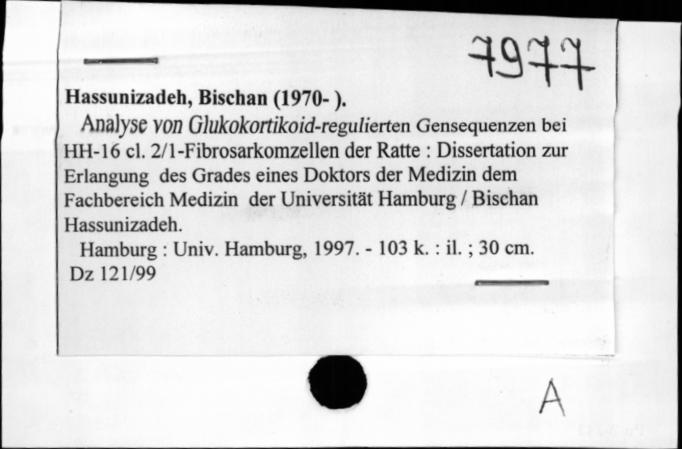 7977
Hassunizadeh, Bischan (1970- ).
Analyse von Glukokortikoid-regulierten Gensequenzen bei
HH-16 cl. 2/1-Fibrosarkomzellen der Ratte : Dissertation zur
Erlangung des Grades eines Doktors der Medizin dem
Fachbereich Medizin der Universität Hamburg / Bischan
Hassunizadeh.
Hamburg : Univ. Hamburg, 1997. - 103 k. : il. ; 30 cm.
Dz 121/99
A